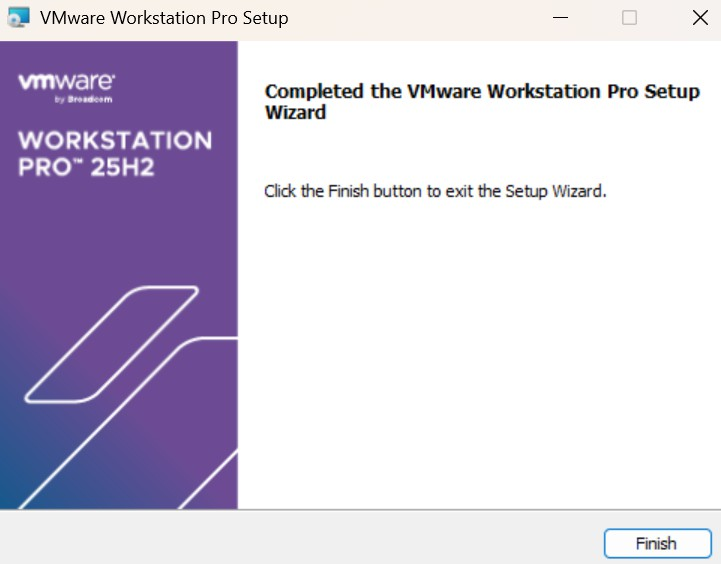 VMware Workstation Pro Setup
vmware®
by Broadcom
WORKSTATION
PRO™ 25H2
Completed the VMware Workstation Pro Setup
Wizard
Click the Finish button to exit the Setup Wizard.
Finish